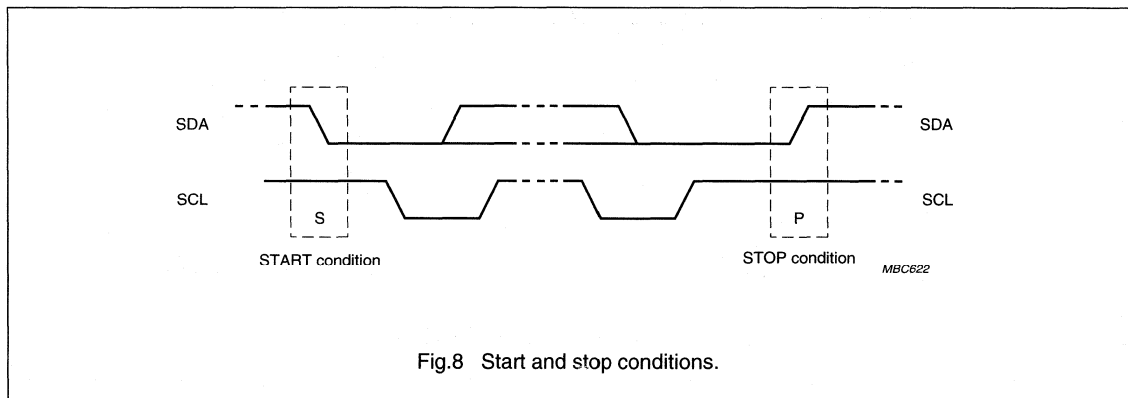 SDA SDA
SCL SCL
S P
START condition STOP condition
MBC622
Fig.8 Start and stop conditions.